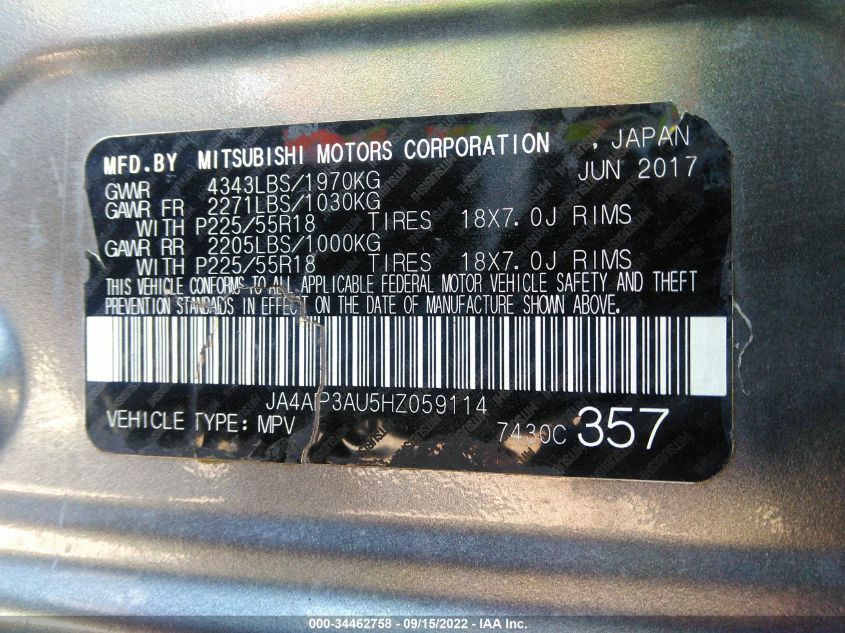 MFD.BY MITSUBISHI MOTORS CORPORATION , JAPAN
JUN 2017
GVWR 4343LBS/1970KG
GAWR FR 2271LBS/1030KG
WITH P225/55R18 TIRES 18X7.0J RIMS
GAWR RR 2205LBS/1000KG
WITH P225/55R18 TIRES 18X7.0J RIMS
THIS VEHICLE CONFORMS TO ALL APPLICABLE FEDERAL MOTOR VEHICLE SAFETY AND THEFT
PREVENTION STANDARDS IN EFFECT ON THE DATE OF MANUFACTURE SHOWN ABOVE.
JA4AP3AU5HZ059114
VEHICLE TYPE: MPV 7430C 357
000-34462758 - 09/15/2022 - IAA Inc.